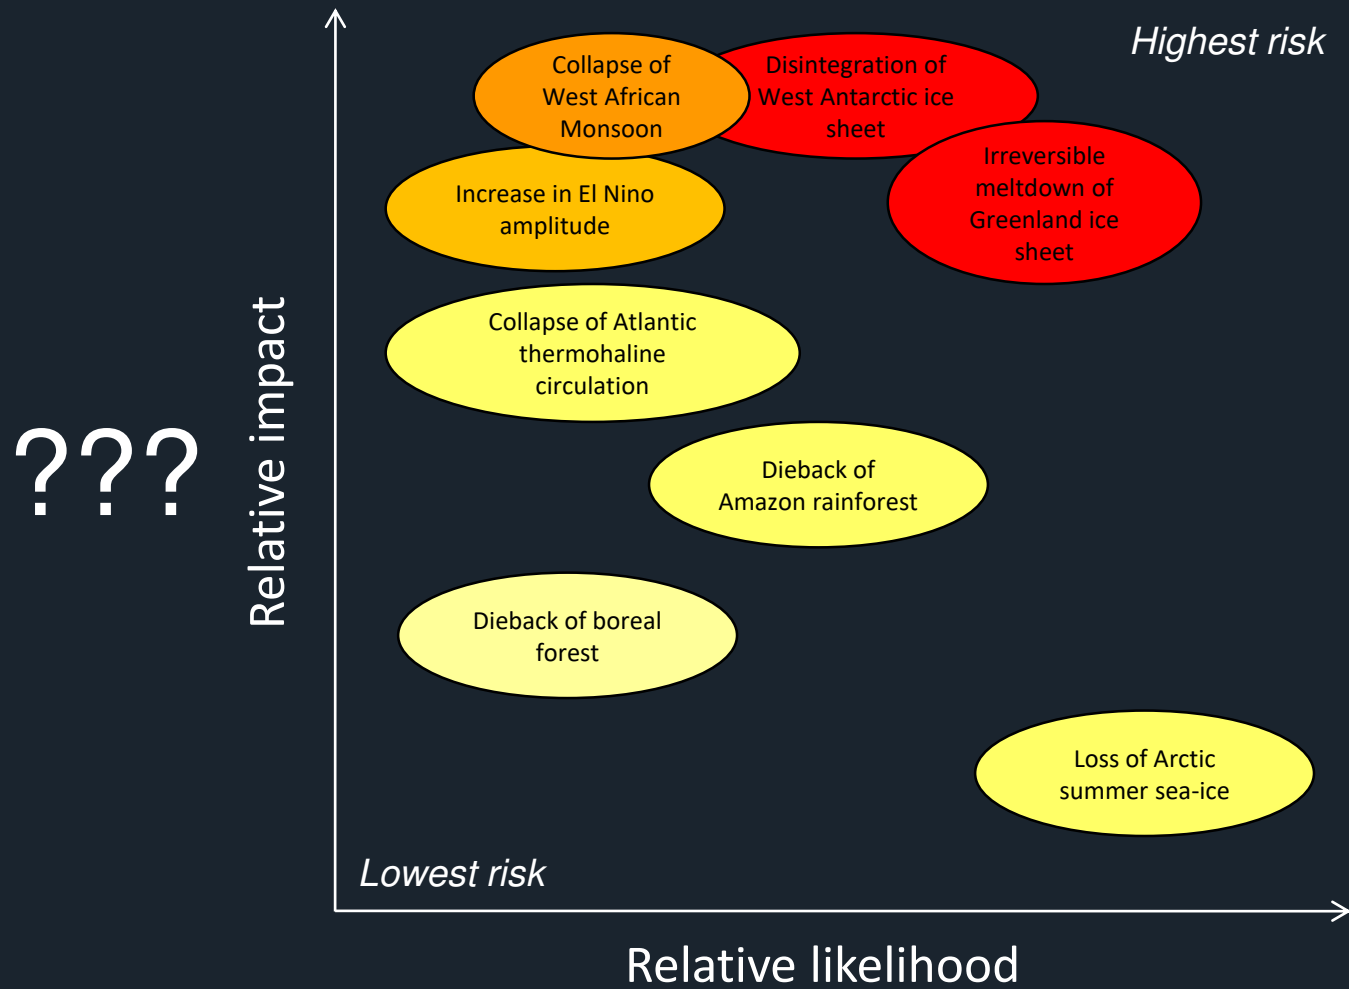 Highest risk
Collapse of
West African
Monsoon
Disintegration of
West Antarctic ice
sheet
Irreversible
meltdown of
Greenland ice
sheet
Increase in El Nino
amplitude
Collapse of Atlantic
thermohaline
circulation
???
Relative impact
Dieback of
Amazon rainforest
Dieback of boreal
forest
Loss of Arctic
summer sea-ice
Lowest risk
Relative likelihood